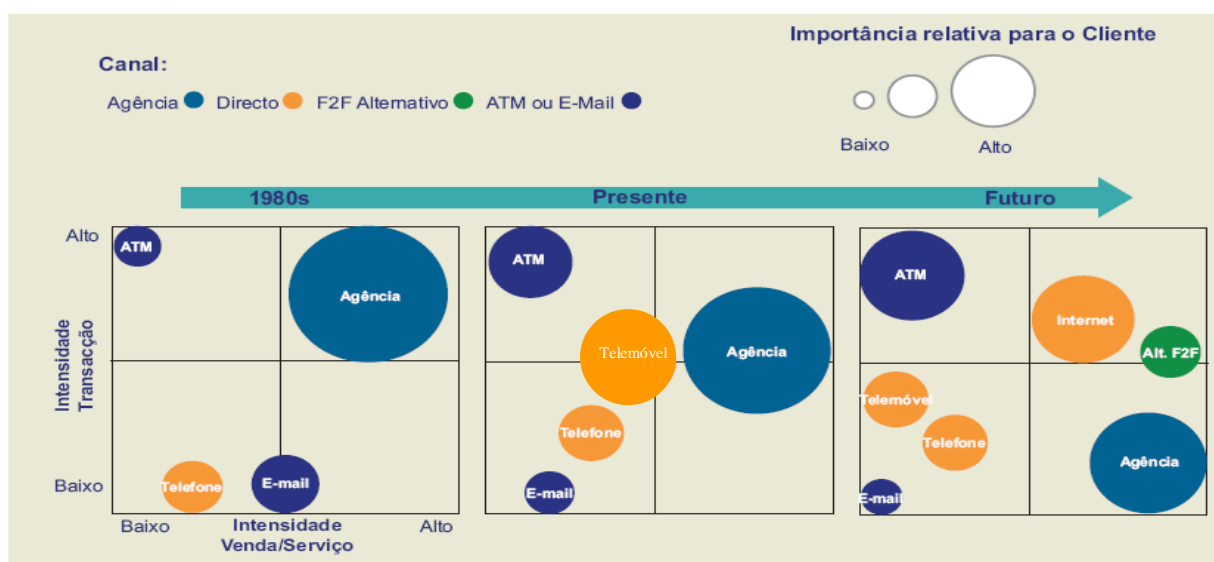 Importância relativa para o Cliente
Canal:
Agência Directo F2F Alternativo ATM ou E-Mail
Baixo Alto
1980s Presente Futuro
Alto
Baixo
Intensidade
Transacção
ATM
Agência
Telefone
E-mail
Baixo
Intensidade
Venda/Serviço
Alto
ATM
Telemóvel
Agência
Telefone
E-mail
ATM
Internet
Alt. F2F
Telemóvel
Telefone
Agência
E-mail